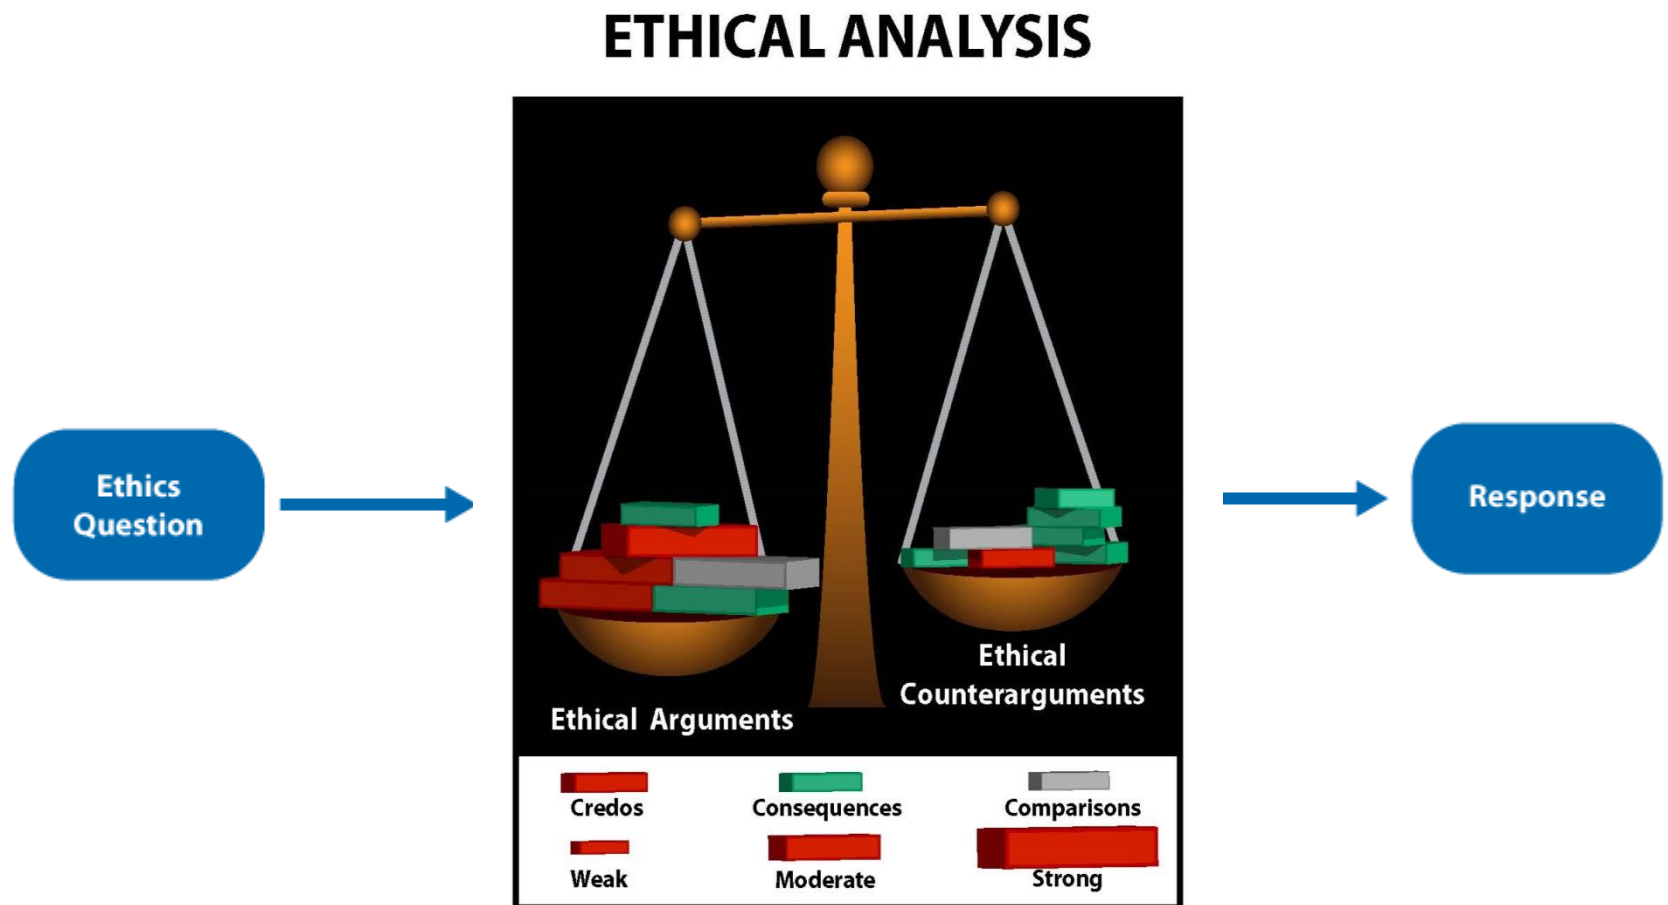 ETHICAL ANALYSIS
Ethics
Question
Response
Ethical Arguments
Ethical
Counterarguments
Credos
Consequences
Comparisons
Weak
Moderate
Strong